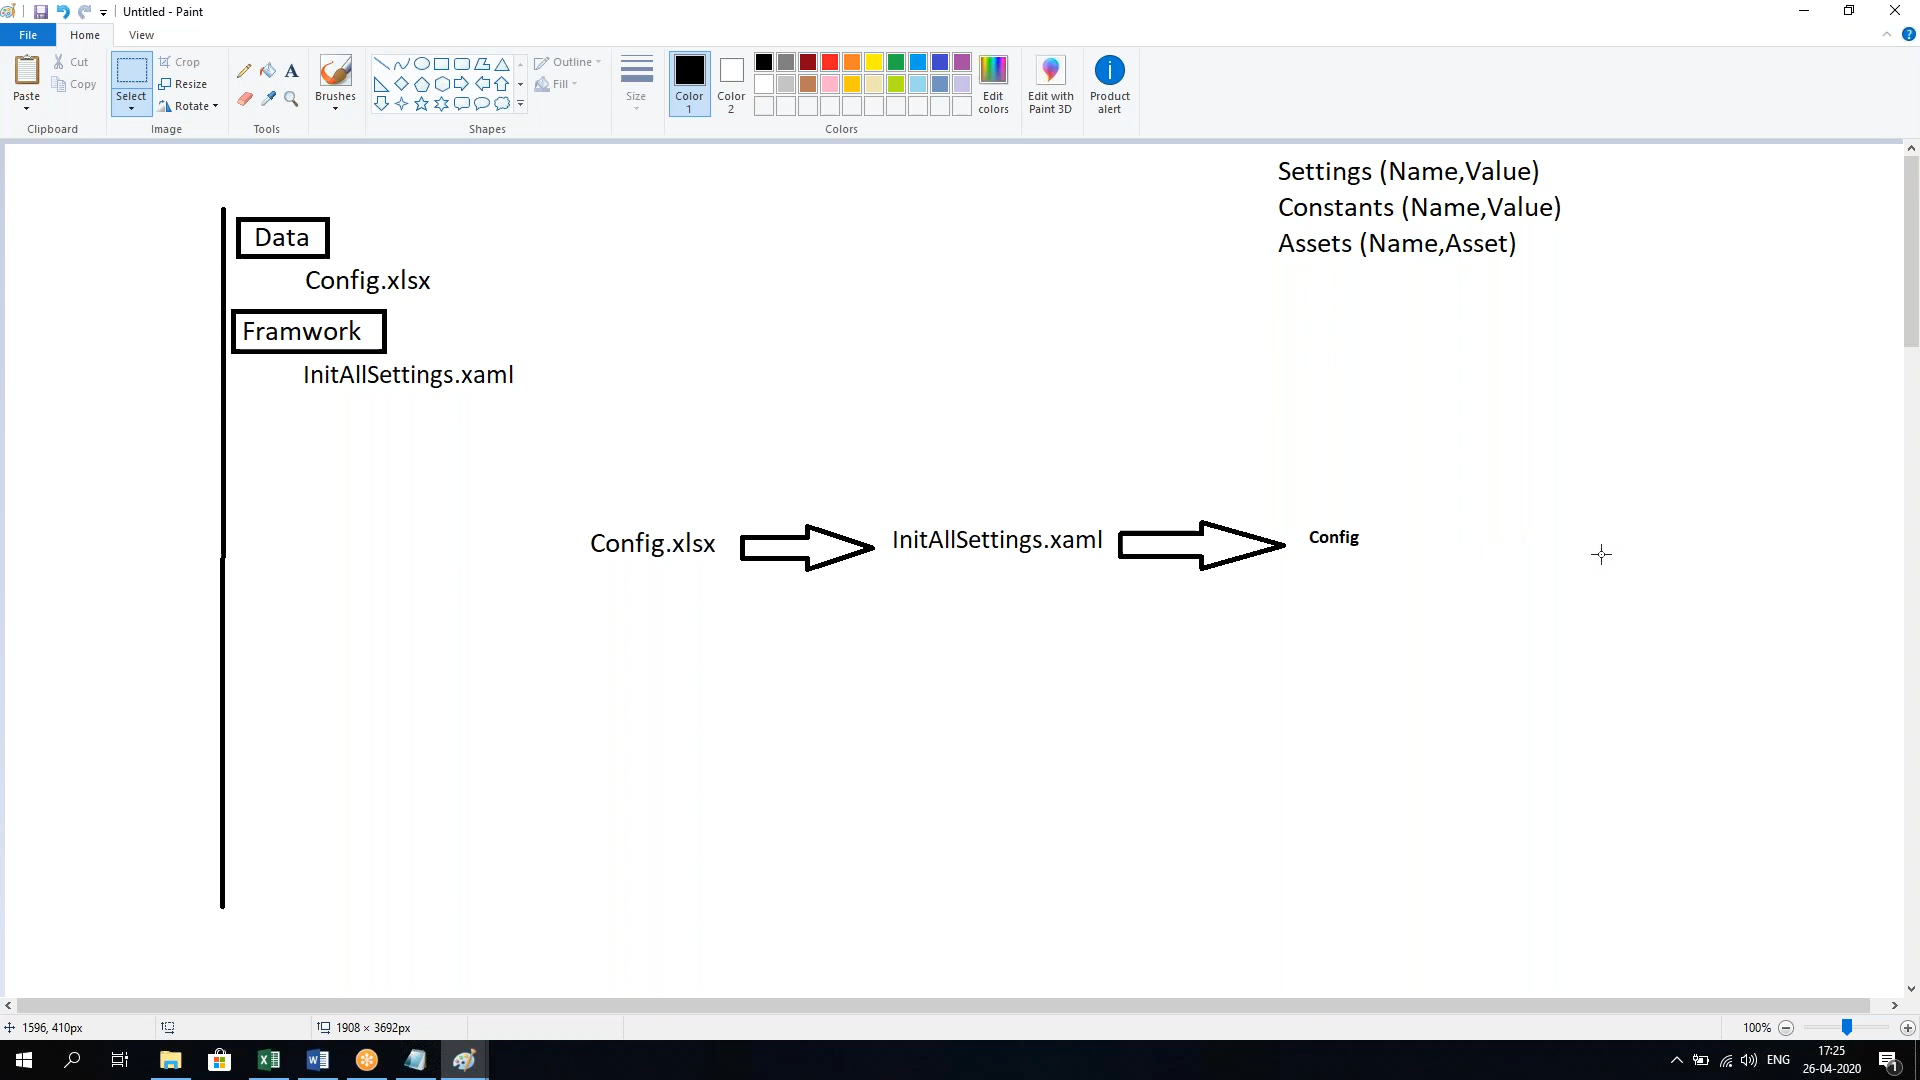 Untitled - Paint
File Home View
Paste
Cut
Copy
Clipboard
Select
Crop
Resize
Rotate
Image
A
Tools
Brushes
Shapes
Outline
Fill
Size
Color 1
Color 2
Edit colors
Colors
Edit with Paint 3D
Product alert
Settings (Name,Value)
Constants (Name,Value)
Assets (Name,Asset)
Data
Config.xlsx
Framwork
InitAllSettings.xaml
Config.xlsx
InitAllSettings.xaml
Config
1596, 410px
1908 × 3692px
100%
ENG
17:25
26-04-2020
1